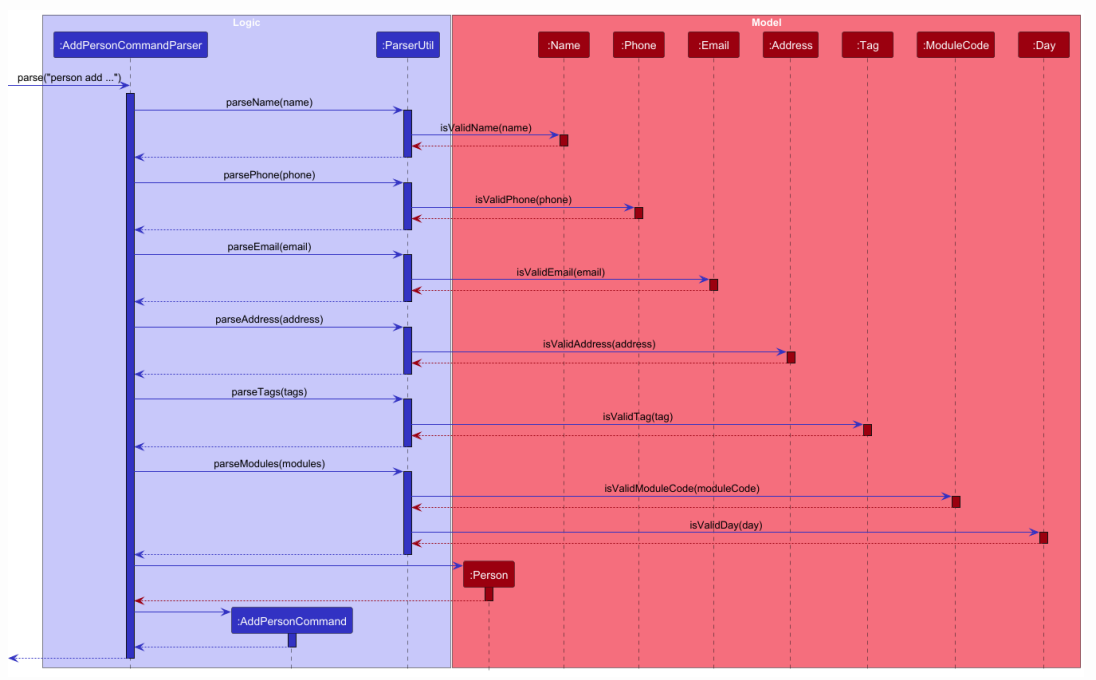 Logic
Model
:AddPersonCommandParser
:ParserUtil
:Name
:Phone
:Email
:Address
:Tag
:ModuleCode
:Day
parse("person add ...")
parseName(name)
isValidName(name)
parsePhone(phone)
isValidPhone(phone)
parseEmail(email)
isValidEmail(email)
parseAddress(address)
isValidAddress(address)
parseTags(tags)
isValidTag(tag)
parseModules(modules)
isValidModuleCode(moduleCode)
isValidDay(day)
:Person
:AddPersonCommand